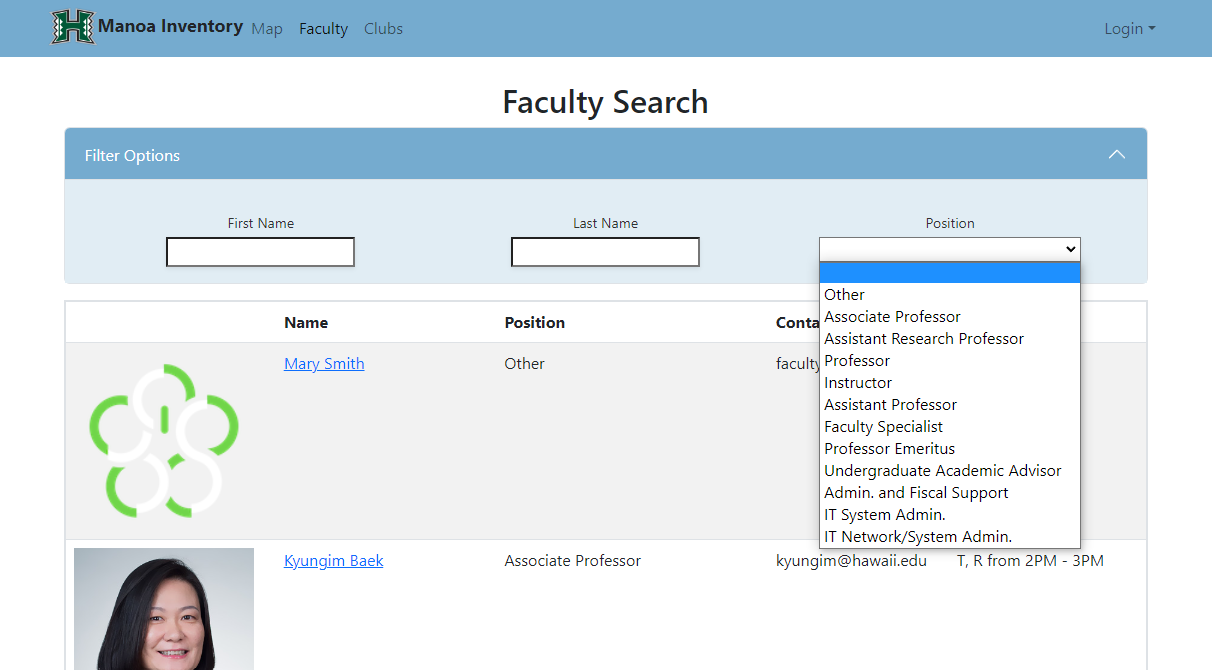 Manoa Inventory Map Faculty Clubs Login
Faculty Search
Filter Options
First Name Last Name Position
Other
Associate Professor
Assistant Research Professor
Professor
Instructor
Assistant Professor
Faculty Specialist
Professor Emeritus
Undergraduate Academic Advisor
Admin. and Fiscal Support
IT System Admin.
IT Network/System Admin.
Name Position Conta
Mary Smith Other faculty
Kyungim Baek Associate Professor kyungim@hawaii.edu T, R from 2PM - 3PM